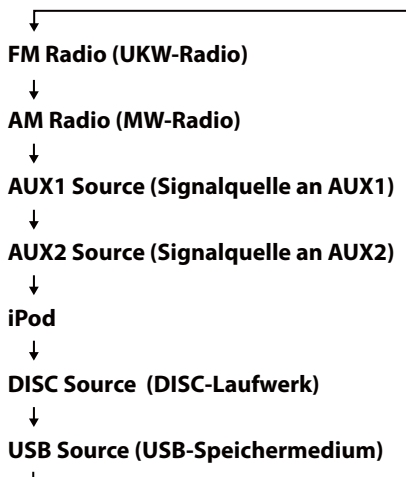 FM Radio (UKW-Radio)
AM Radio (MW-Radio)
AUX1 Source (Signalquelle an AUX1)
AUX2 Source (Signalquelle an AUX2)
iPod
DISC Source (DISC-Laufwerk)
USB Source (USB-Speichermedium)